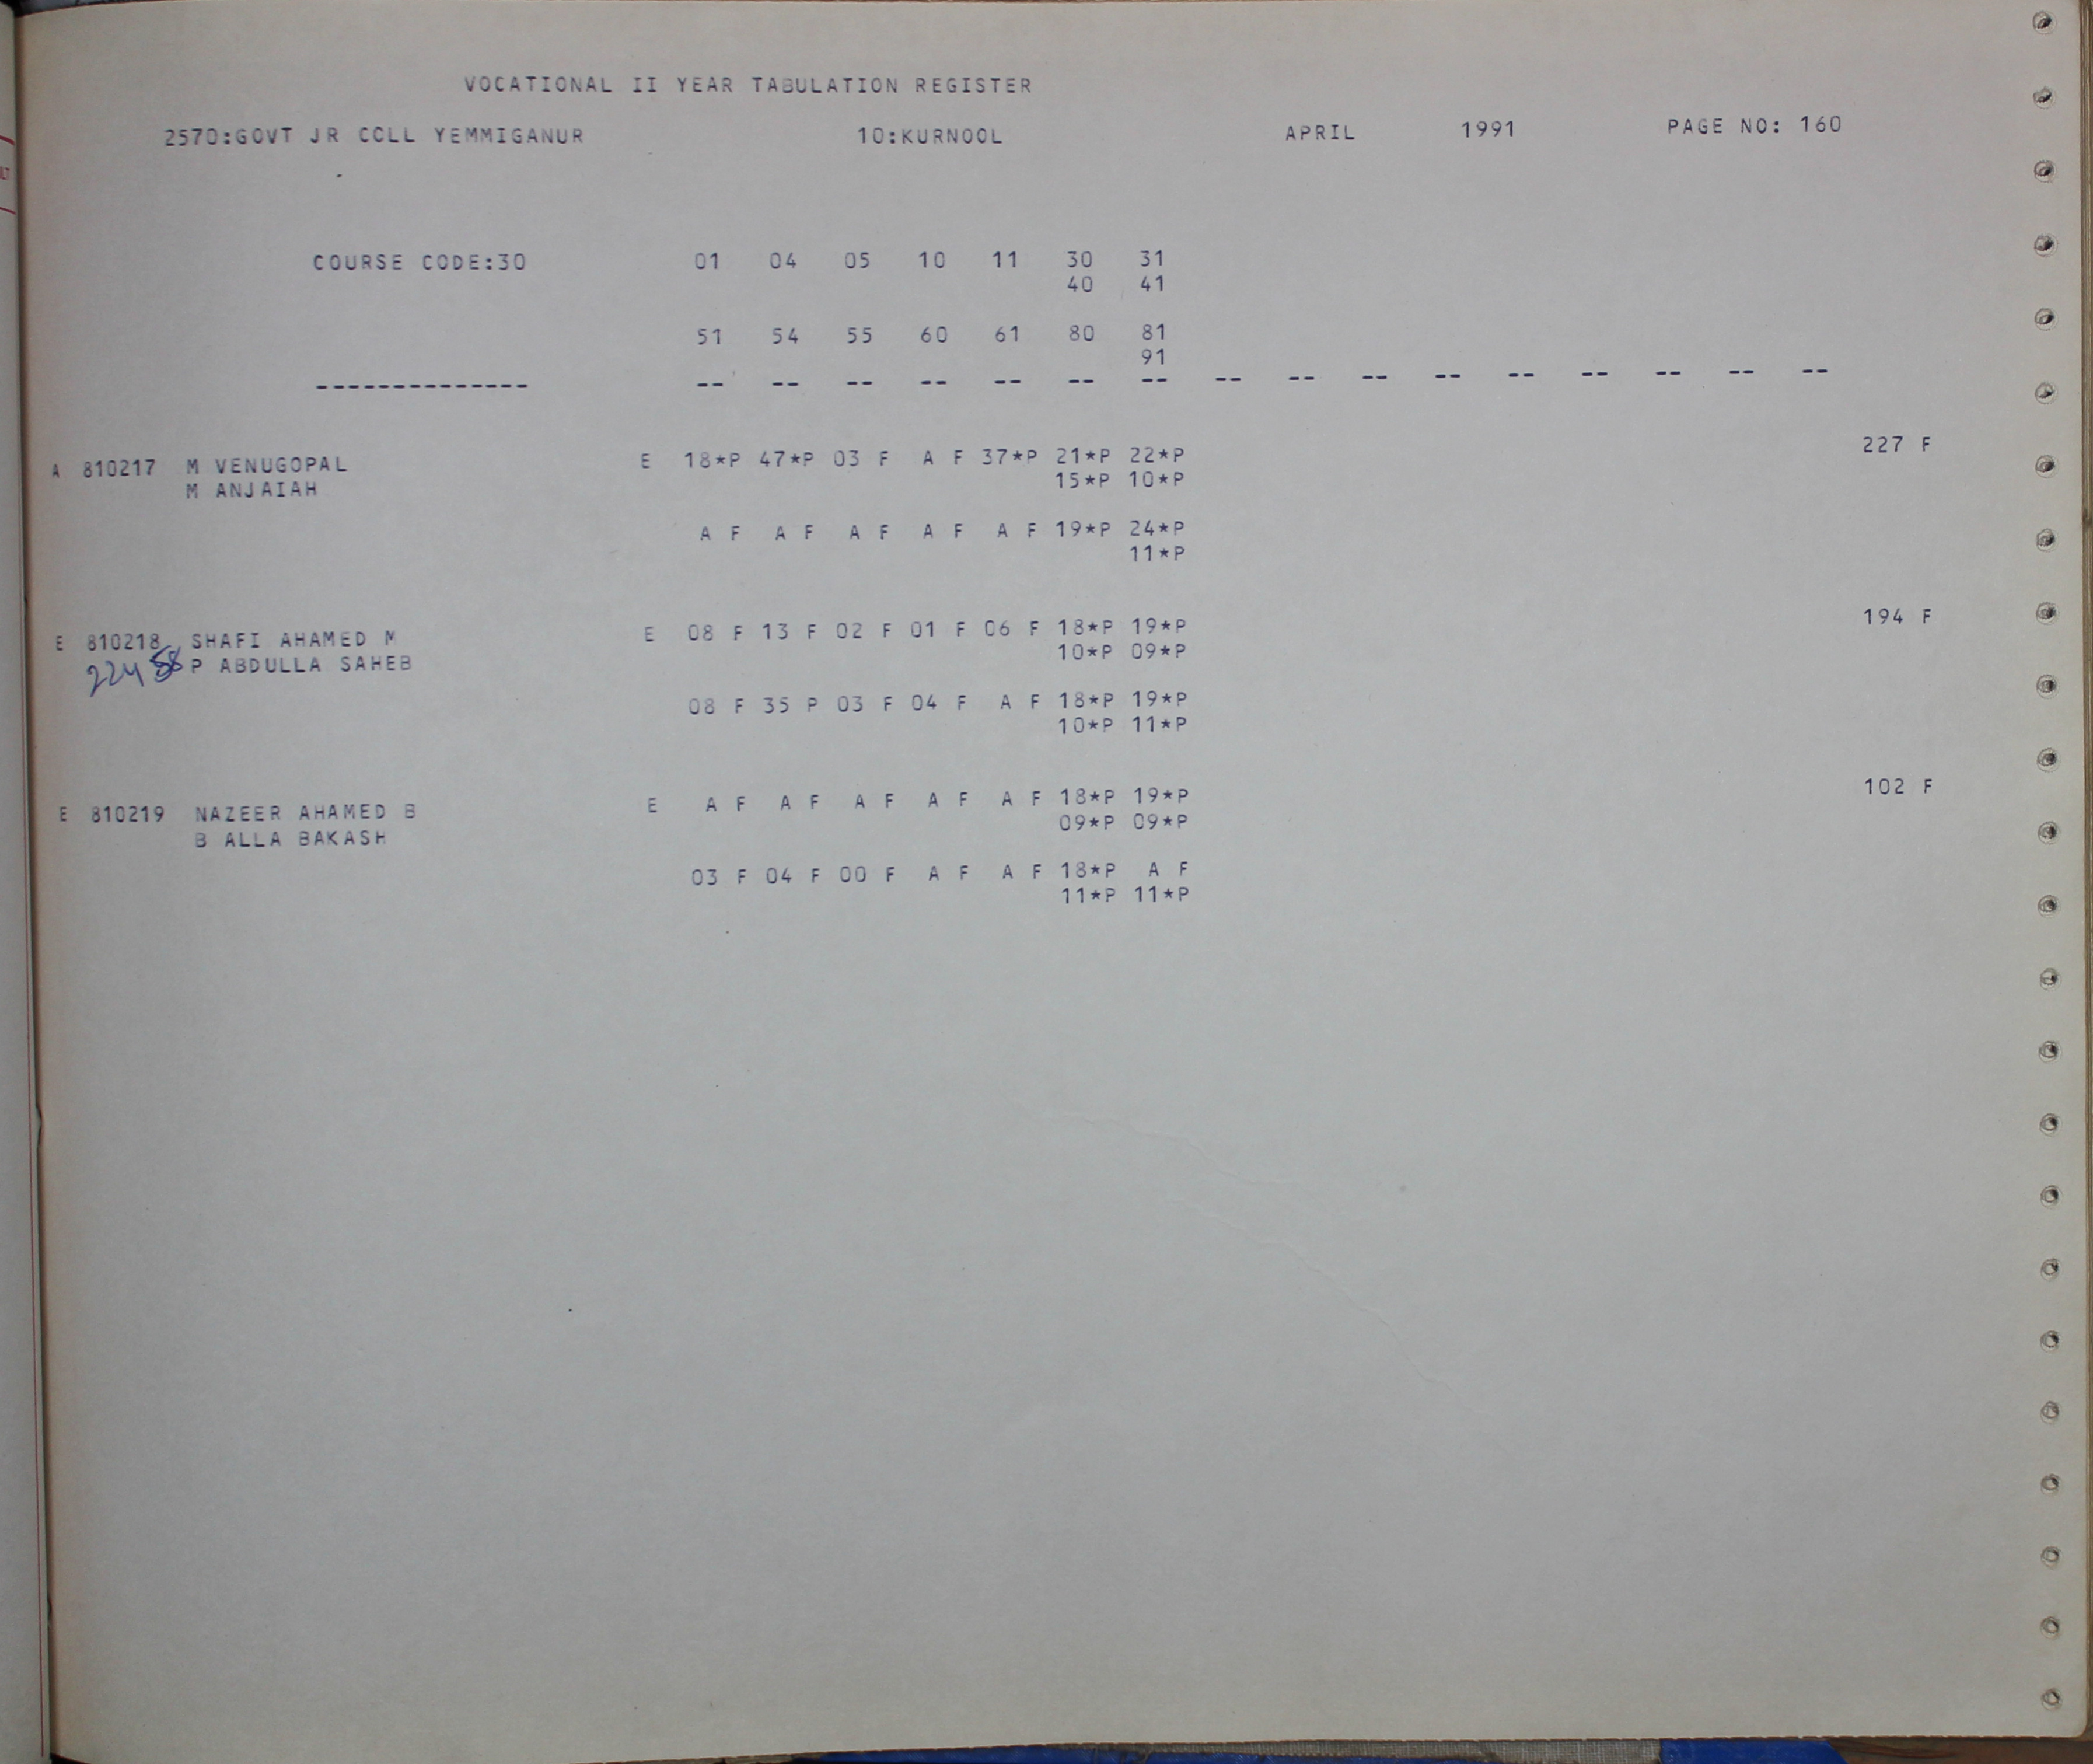 VOCATIONAL II YEAR TABULATION REGISTER
2570:GOVT JR COLL YEMMIGANUR 10:KURNOOL APRIL 1991 PAGE NO: 160
COURSE CODE:30 01 04 05 10 11 30 31
40 41
51 54 55 60 61 80 81
91
-------------- -- -- -- -- -- -- -- -- -- -- -- -- -- -- -- --
A 810217 M VENUGOPAL E 18*P 47*P 03 F A F 37*P 21*P 22*P 227 F
M ANJAIAH 15*P 10*P
A F A F A F A F A F 19*P 24*P
11*P
E 810218 SHAFI AHAMED M E 08 F 13 F 02 F 01 F 06 F 18*P 19*P 194 F
P ABDULLA SAHEB 10*P 09*P
08 F 35 P 03 F 04 F A F 18*P 19*P
10*P 11*P
E 810219 NAZEER AHAMED B E A F A F A F A F A F 18*P 19*P 102 F
B ALLA BAKASH 09*P 09*P
03 F 04 F 00 F A F A F 18*P A F
11*P 11*P